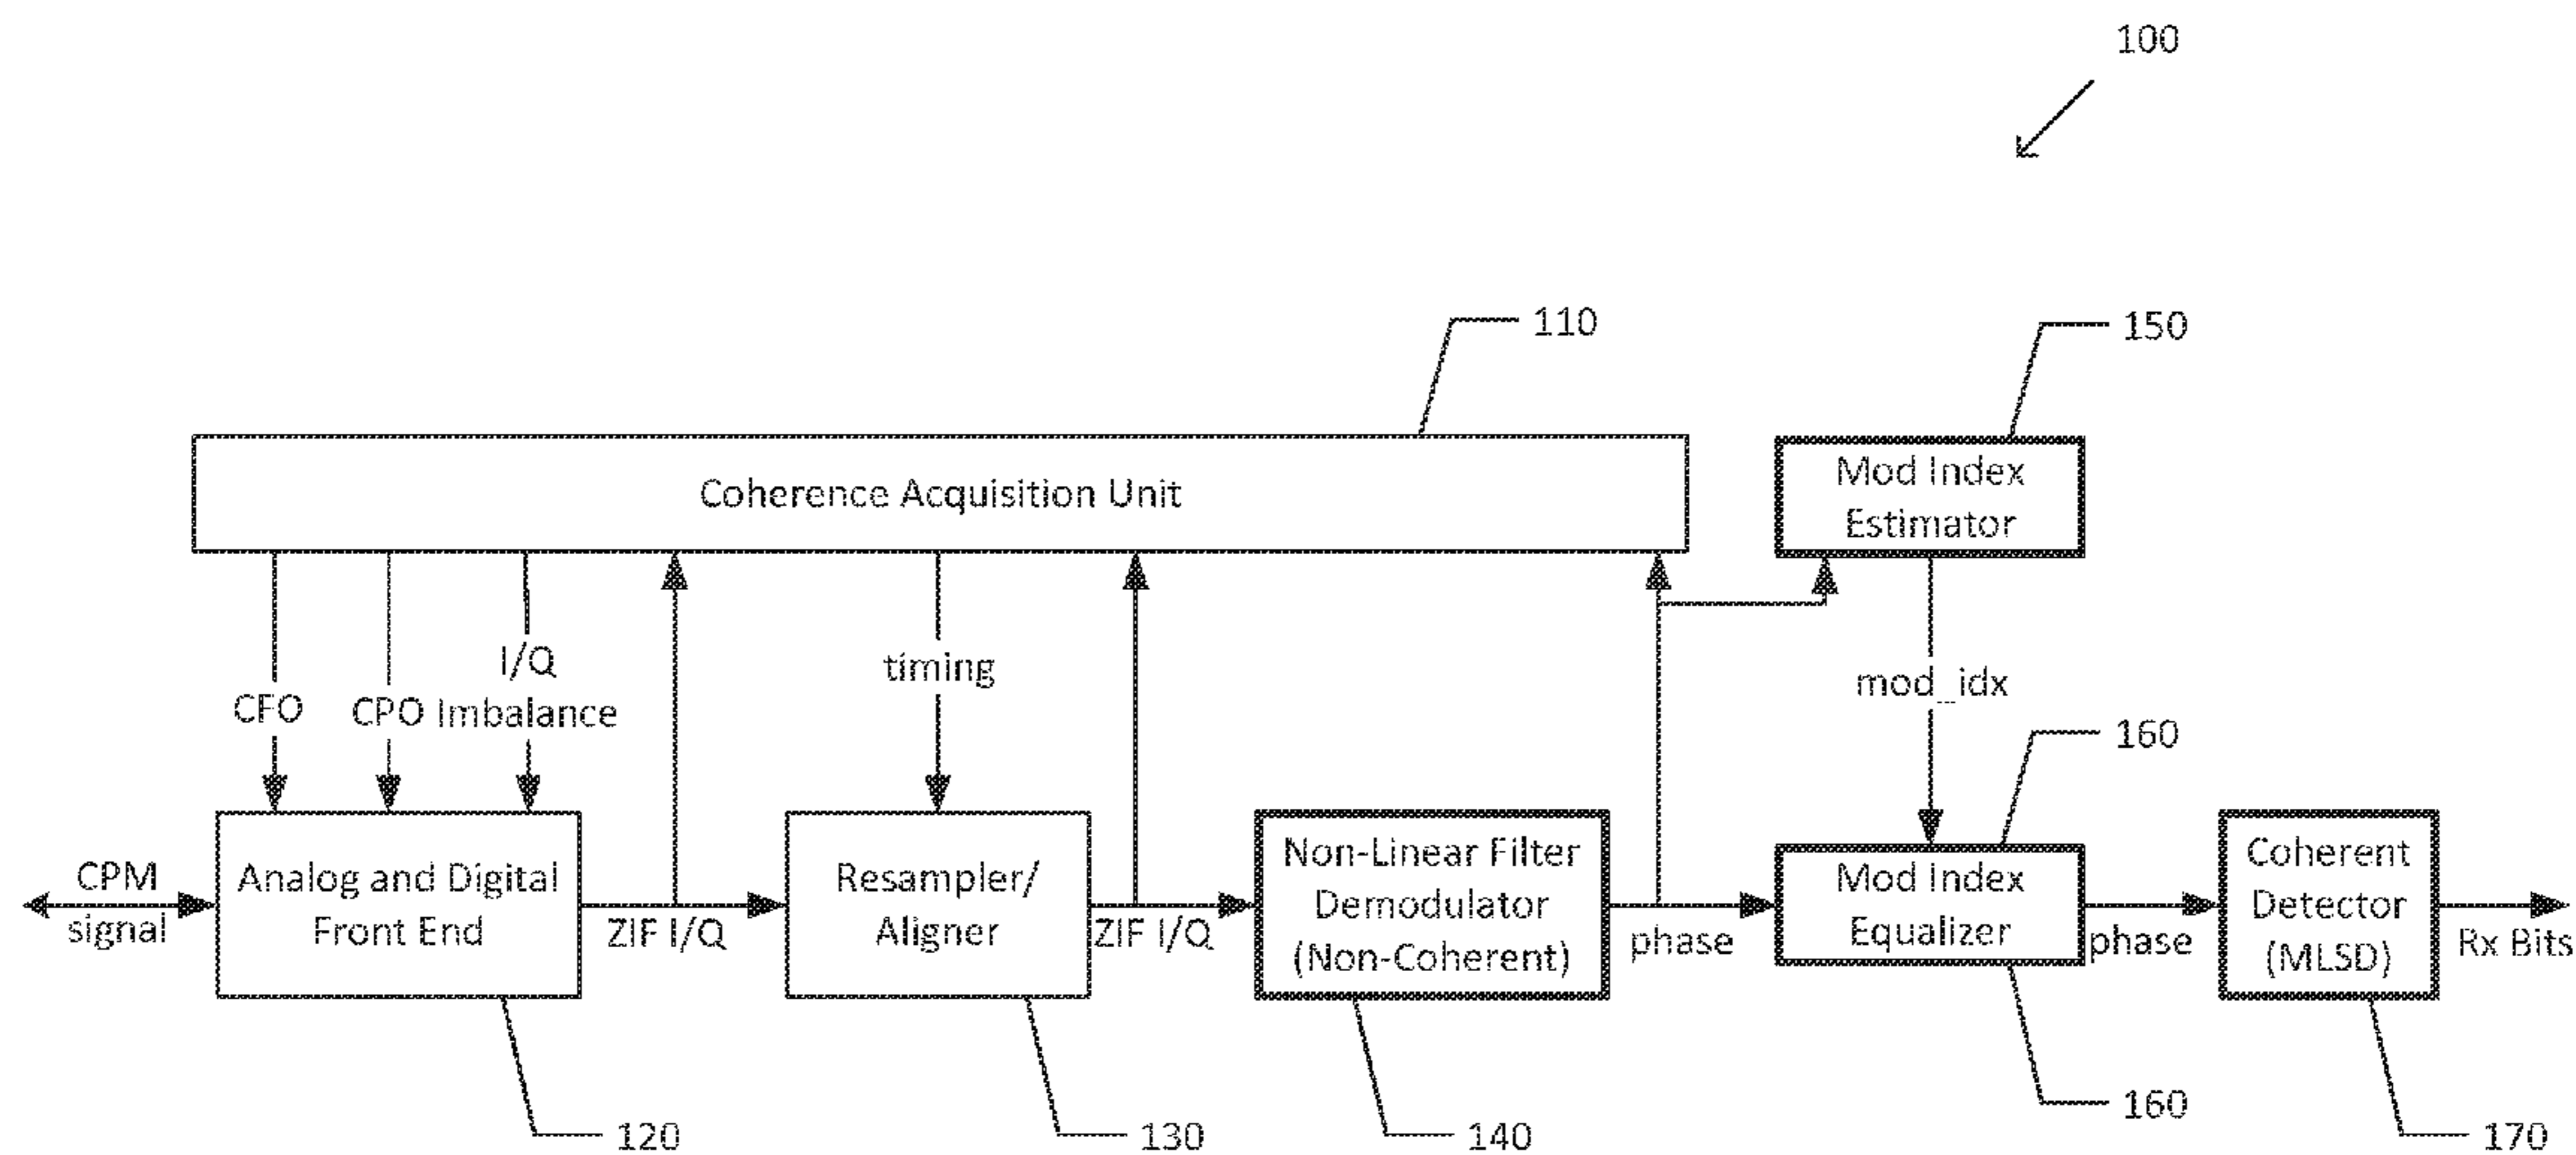 100
110
150
Coherence Acquisition Unit
Mod Index
Estimator
CFO
CPO
I/Q
Imbalance
timing
mod_idx
160
CPM
signal
Analog and Digital
Front End
ZIF I/Q
Resampler/
Aligner
ZIF I/Q
Non-Linear Filter
Demodulator
(Non-Coherent)
phase
Mod Index
Equalizer
phase
Coherent
Detector
(MLSD)
Rx Bits
120
130
140
160
170